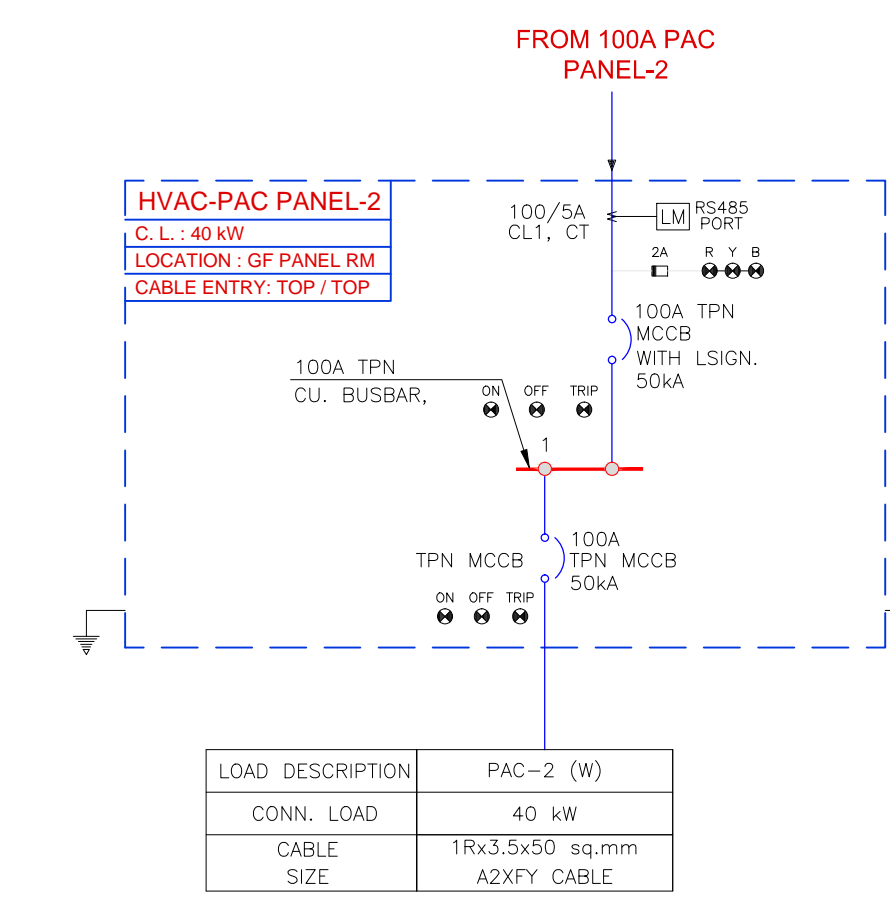 FROM 100A PAC
PANEL-2
HVAC-PAC PANEL-2
C. L. : 40 kW
LOCATION : GF PANEL RM
CABLE ENTRY: TOP / TOP
100/5A
CL1, CT
LM
RS485
PORT
2A
R Y B
100A TPN
MCCB
WITH LSIGN.
50kA
100A TPN
CU. BUSBAR,
ON OFF TRIP
1
TPN MCCB
100A
TPN MCCB
50kA
ON OFF TRIP
LOAD DESCRIPTION PAC-2 (W)
CONN. LOAD 40 kW
CABLE
SIZE
1Rx3.5x50 sq.mm
A2XFY CABLE